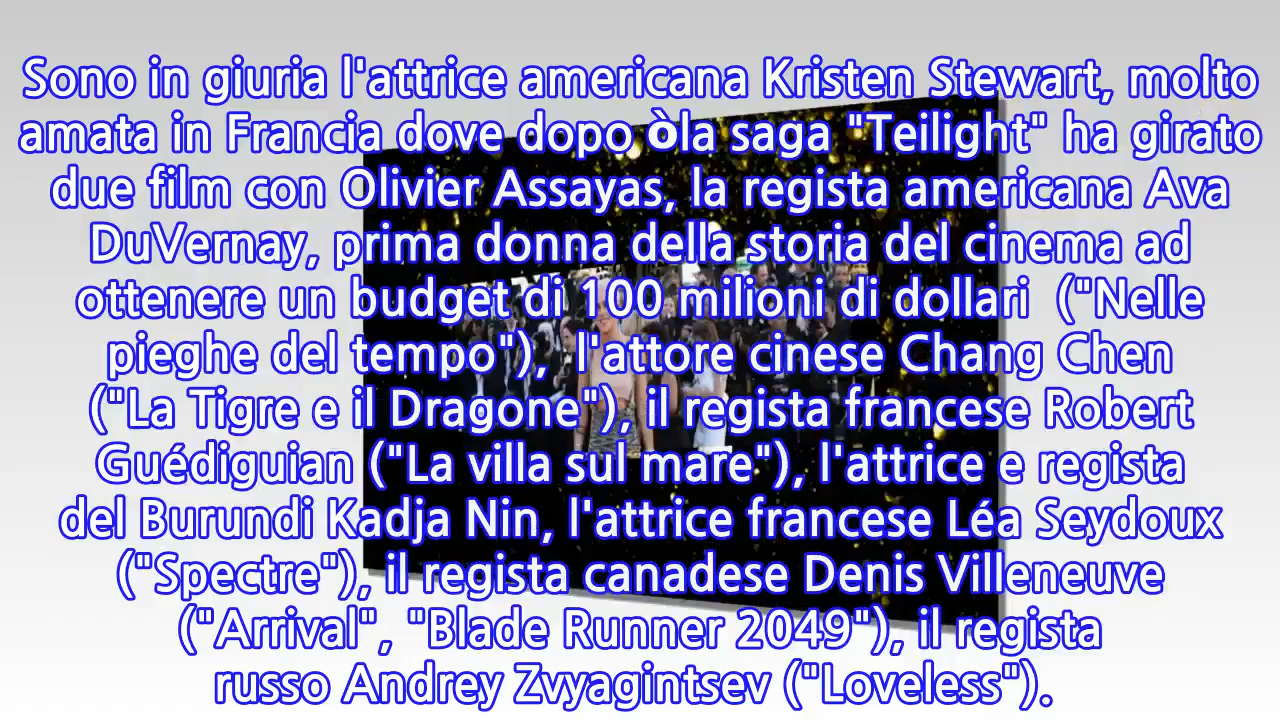 Sono in giuria l'attrice americana Kristen Stewart, molto
amata in Francia dove dopo òla saga "Teilight" ha girato
due film con Olivier Assayas, la regista americana Ava
DuVernay, prima donna della storia del cinema ad
ottenere un budget di 100 milioni di dollari  ("Nelle
pieghe del tempo"),  l'attore cinese Chang Chen
("La Tigre e il Dragone"), il regista francese Robert
Guédiguian ("La villa sul mare"), l'attrice e regista
del Burundi Kadja Nin, l'attrice francese Léa Seydoux
("Spectre"), il regista canadese Denis Villeneuve
("Arrival", "Blade Runner 2049"), il regista
russo Andrey Zvyagintsev ("Loveless").